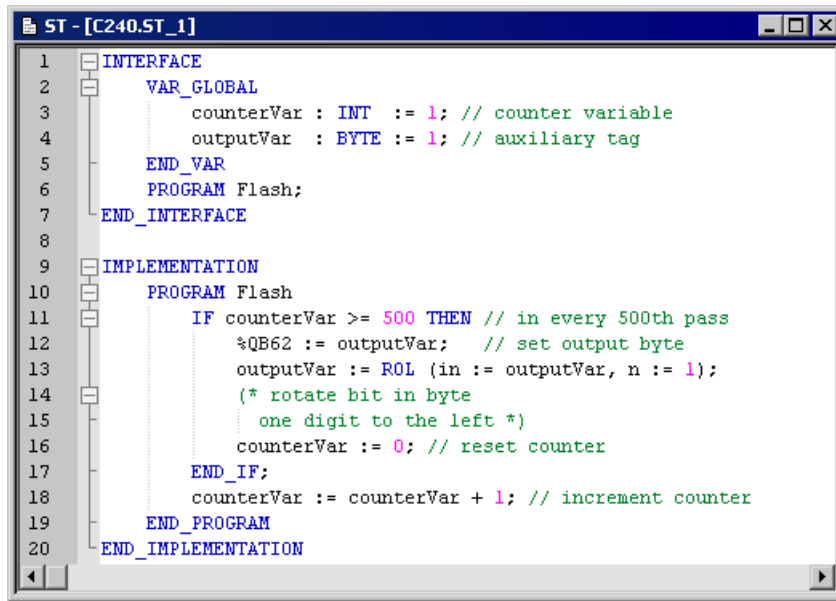 ST - [C240.ST_1]
1 INTERFACE
2 VAR_GLOBAL
3 counterVar : INT := 1; // counter variable
4 outputVar : BYTE := 1; // auxiliary tag
5 END_VAR
6 PROGRAM Flash;
7 END_INTERFACE
8
9 IMPLEMENTATION
10 PROGRAM Flash
11 IF counterVar >= 500 THEN // in every 500th pass
12 %QB62 := outputVar; // set output byte
13 outputVar := ROL (in := outputVar, n := 1);
14 (* rotate bit in byte
15 one digit to the left *)
16 counterVar := 0; // reset counter
17 END_IF;
18 counterVar := counterVar + 1; // increment counter
19 END_PROGRAM
20 END_IMPLEMENTATION